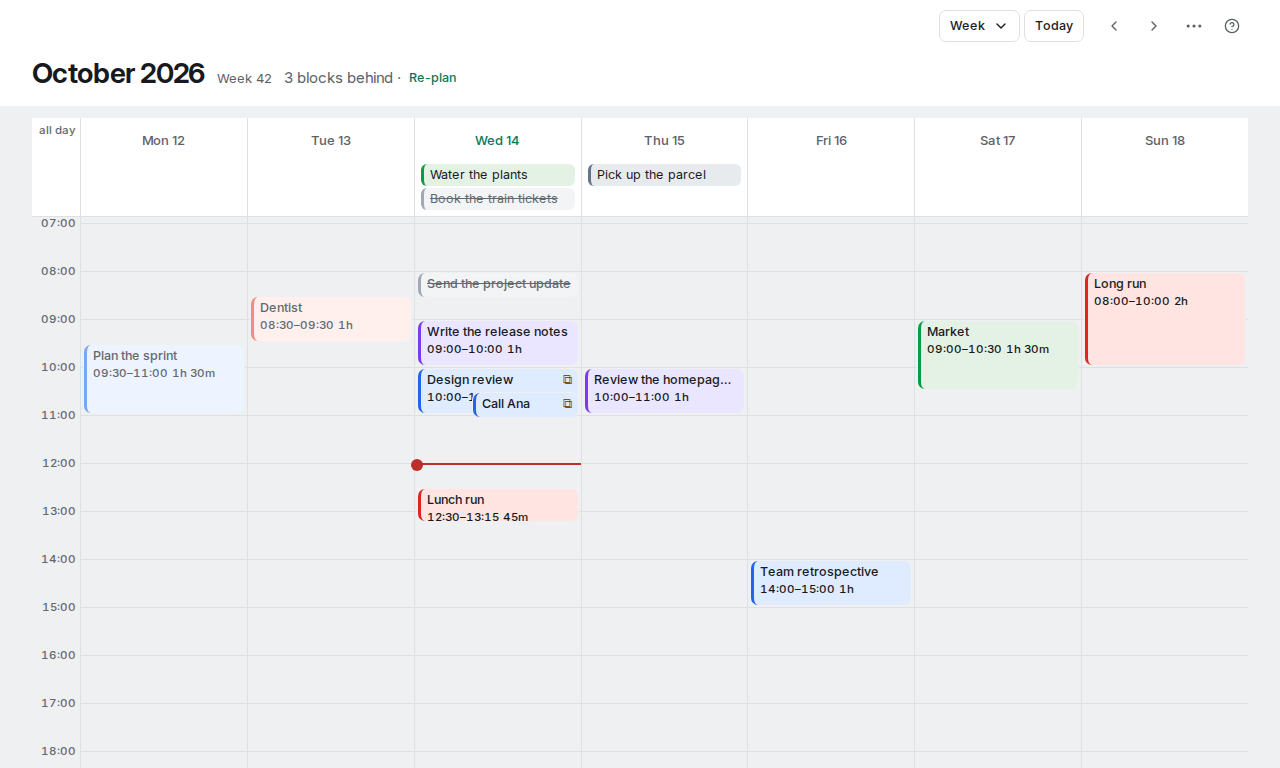 Week
Today
October 2026 Week 42 3 blocks behind · Re-plan
all day
Mon 12
Tue 13
Wed 14
Thu 15
Fri 16
Sat 17
Sun 18
Water the plants
Pick up the parcel
Book the train tickets
07:00
08:00
09:00
10:00
11:00
12:00
13:00
14:00
15:00
16:00
17:00
18:00
Plan the sprint
09:30–11:00 1h 30m
Dentist
08:30–09:30 1h
Send the project update
Write the release notes
09:00–10:00 1h
Design review
10:00–1
Call Ana
Lunch run
12:30–13:15 45m
Review the homepag...
10:00–11:00 1h
Team retrospective
14:00–15:00 1h
Market
09:00–10:30 1h 30m
Long run
08:00–10:00 2h